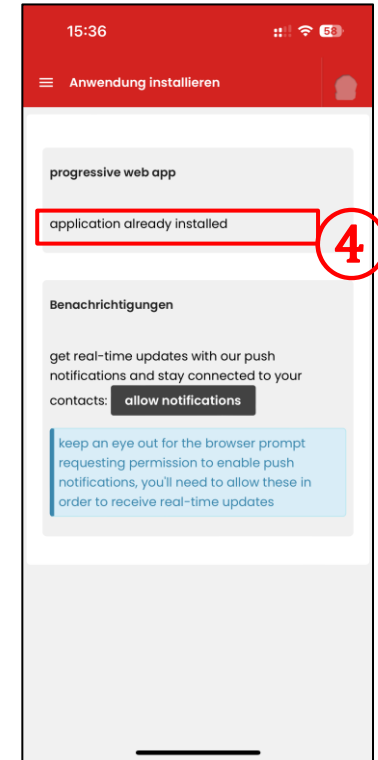 15:36
58
Anwendung installieren
progressive web app
application already installed
4
Benachrichtigungen
get real-time updates with our push
notifications and stay connected to your
contacts: allow notifications
keep an eye out for the browser prompt
requesting permission to enable push
notifications, you'll need to allow these in
order to receive real-time updates